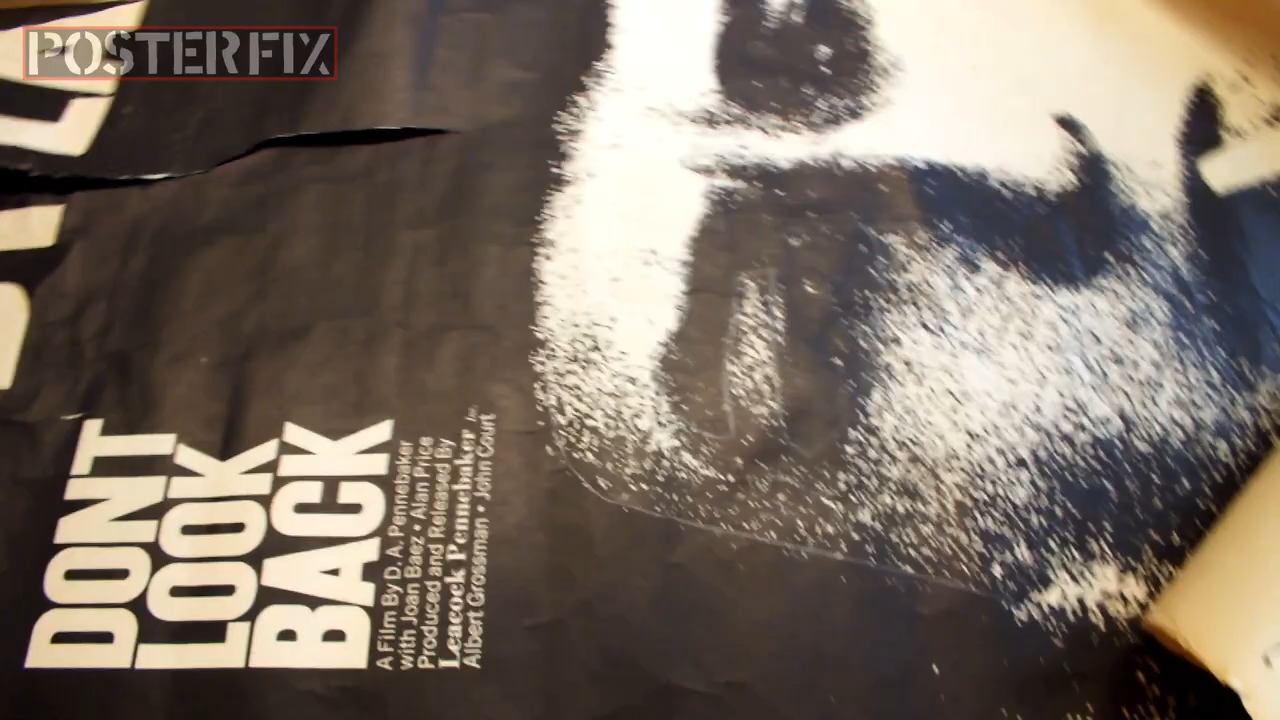 POSTERFIX
DONT
LOOK
BACK
A Film By D. A. Pennebaker
with Joan Baez • Alan Price
Produced and Released By
Leacock Pennebaker Inc.
Albert Grossman • John Court